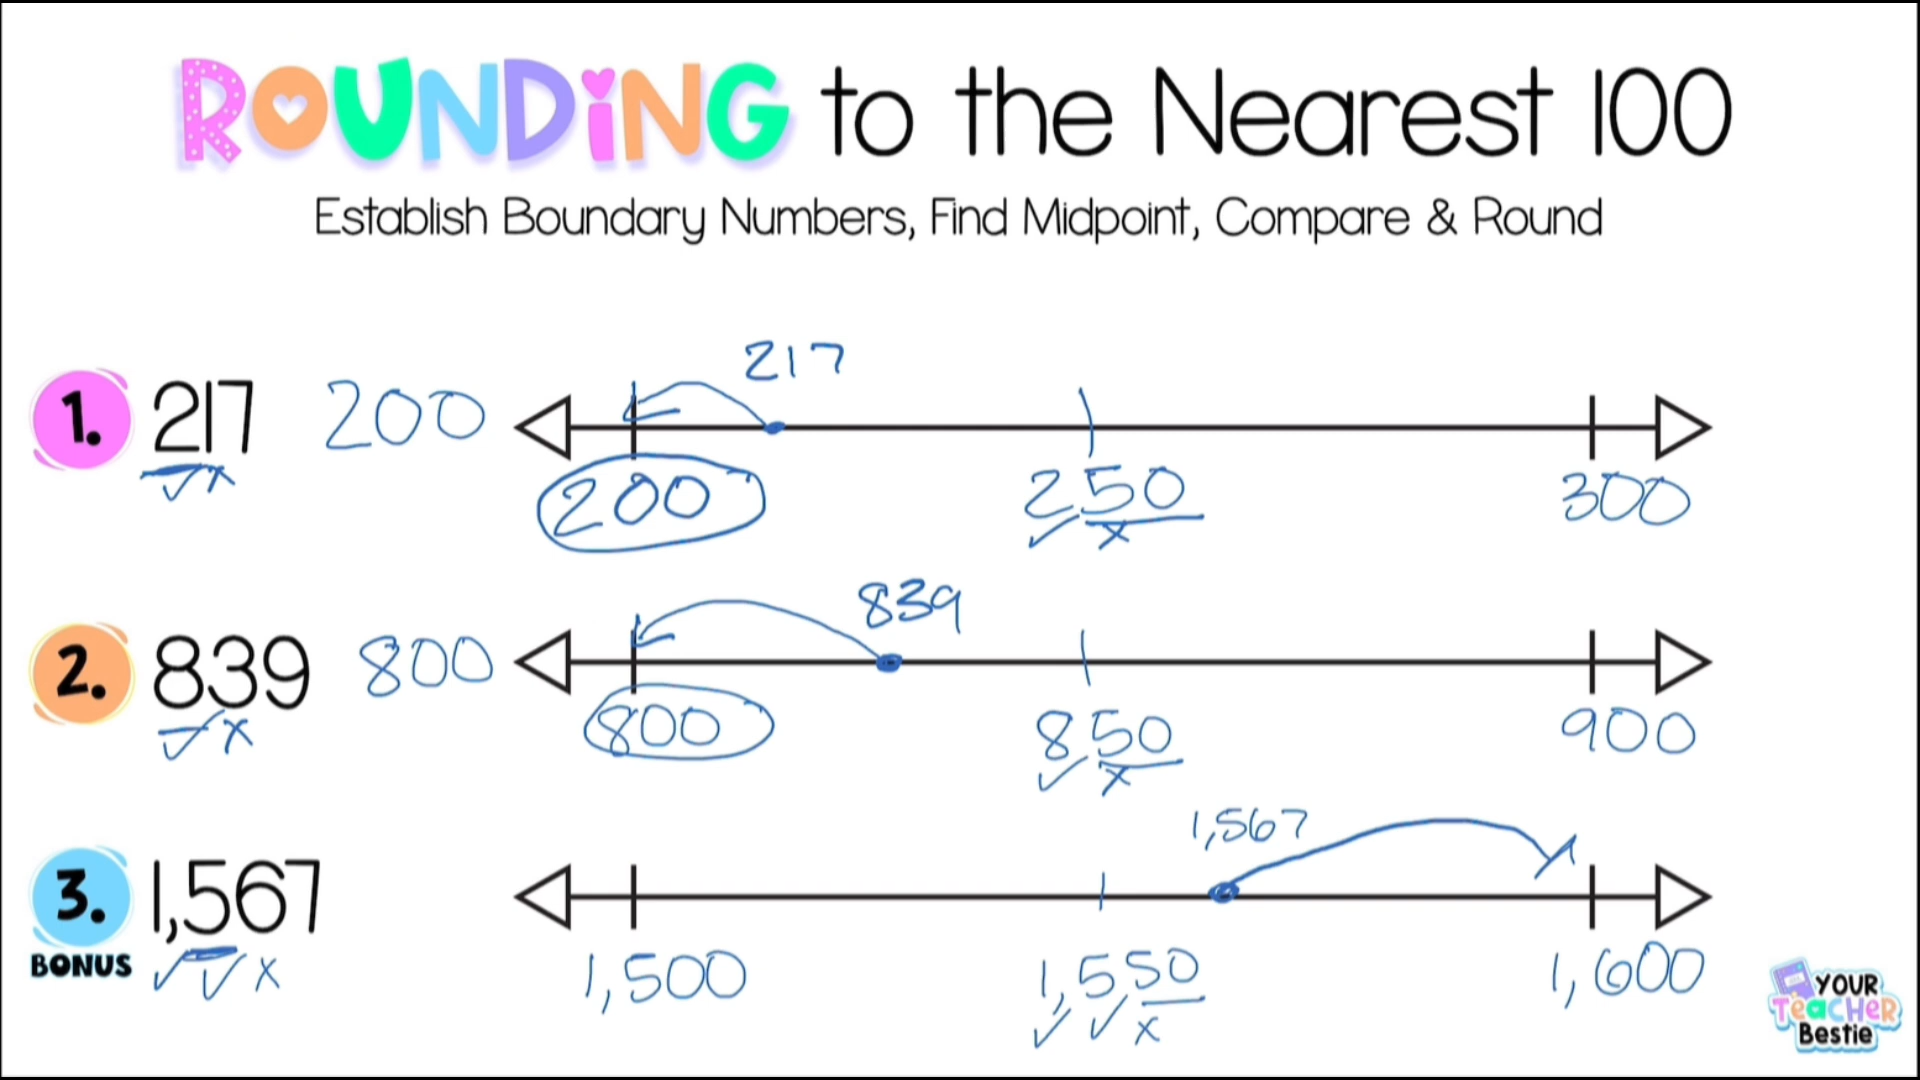 ROUNDING to the Nearest 100
Establish Boundary Numbers, Find Midpoint, Compare & Round
217
1. 217 200
200 250 300
x x
839
2. 839 800
800 850 900
x x
1,567
3. 1,567
BONUS
1,500 1,550 1,600
x x
YOUR
TEACHER
Bestie